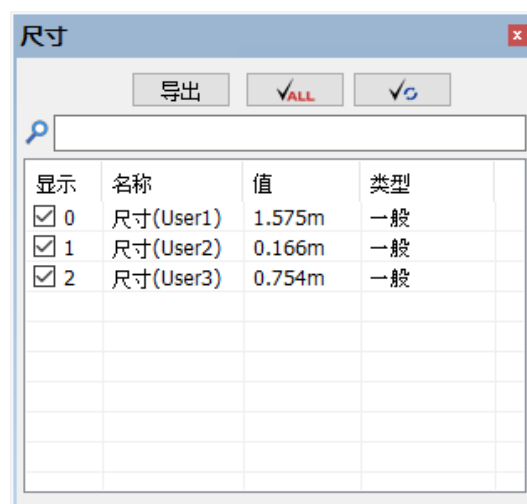 尺寸
导出 ALL
显示 名称 值 类型
0 尺寸(User1) 1.575m 一般
1 尺寸(User2) 0.166m 一般
2 尺寸(User3) 0.754m 一般